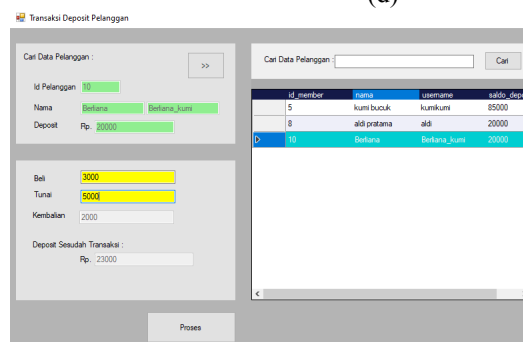 (d)
Transaksi Deposit Pelanggan
Cari Data Pelanggan :
>>
Id Pelanggan 10
Nama Berliana Berliana_kumi
Deposit Rp. 20000
Beli 3000
Tunai 5000
Kembalian 2000
Deposit Sesudah Transaksi :
Rp. 23000
Proses
Cari Data Pelanggan : Cari
id_member nama username saldo_depo
5 kumi bucuk kumikumi 85000
8 aldi pratama aldi 20000
10 Berliana Berliana_kumi 20000